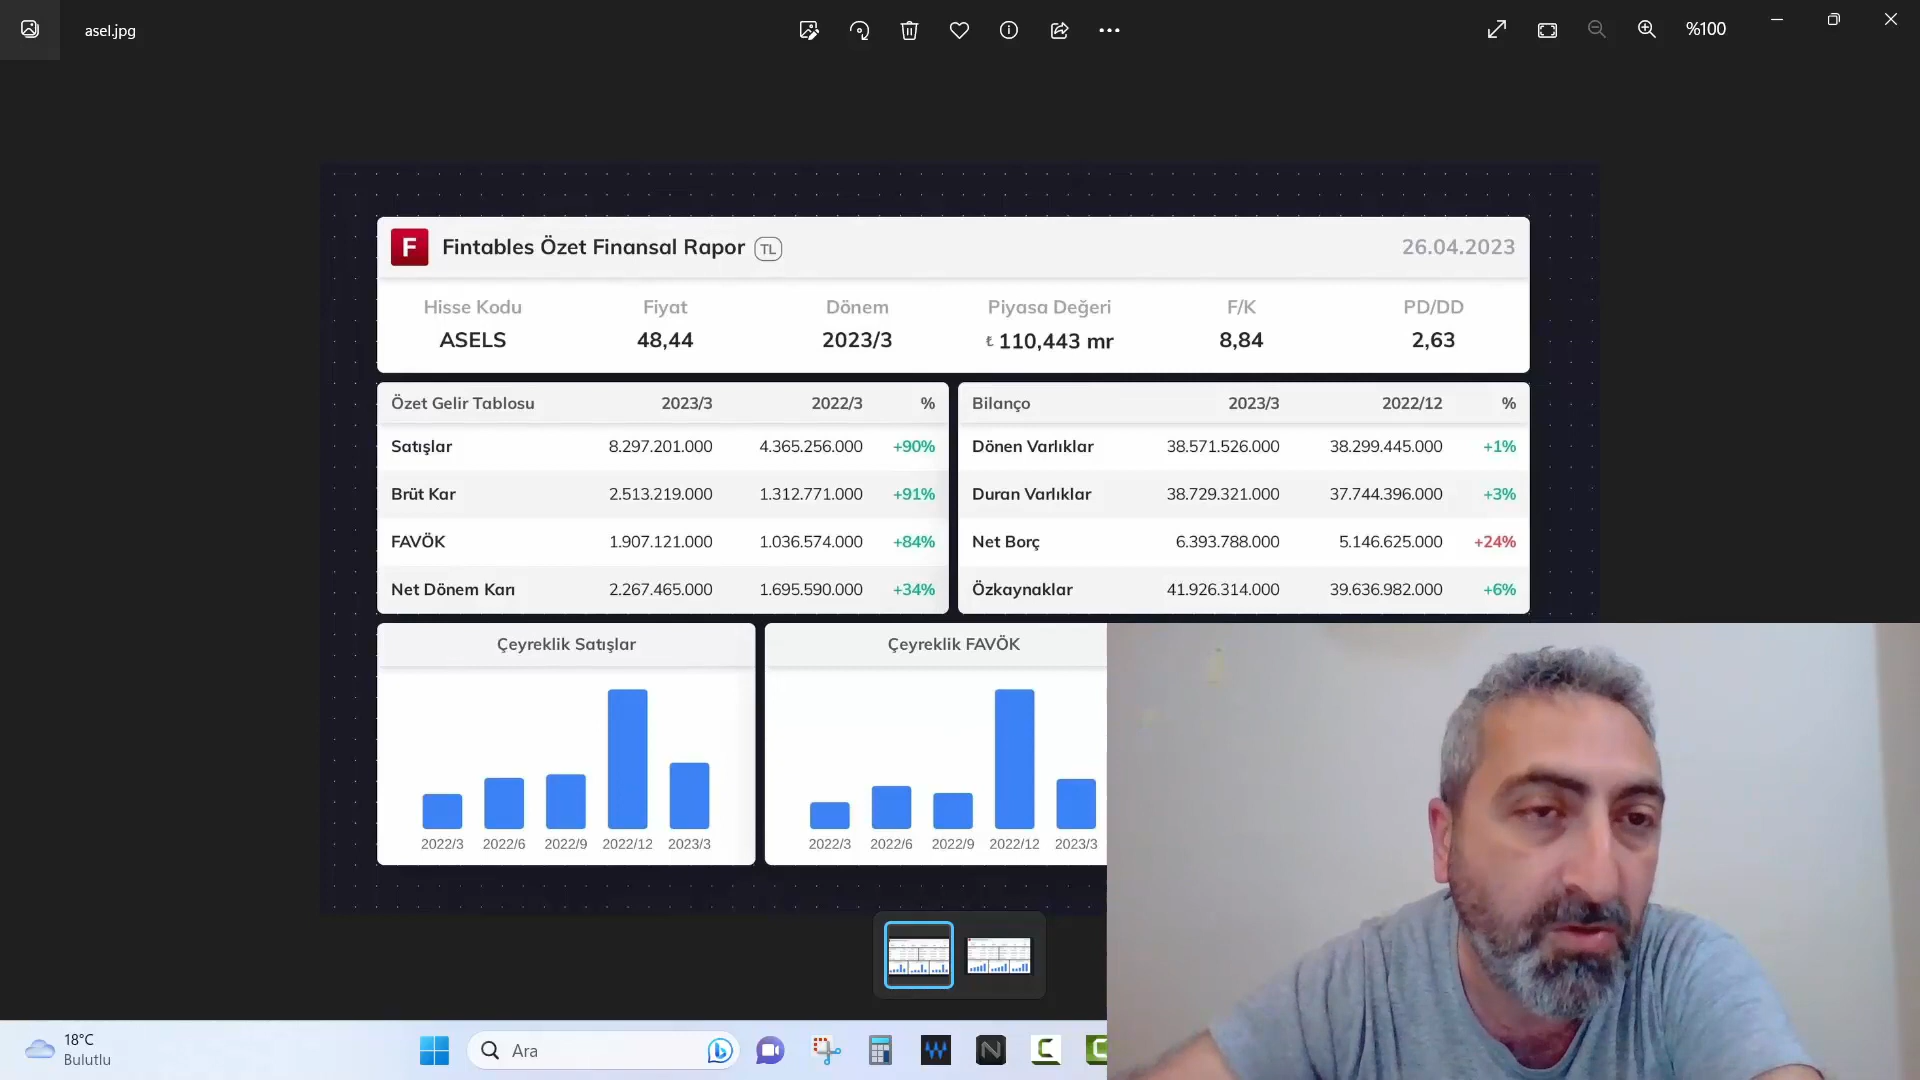 asel.jpg
%100
F Fintables Özet Finansal Rapor TL
26.04.2023
Hisse Kodu Fiyat Dönem Piyasa Değeri F/K PD/DD
ASELS 48,44 2023/3 ₺ 110,443 mr 8,84 2,63
Özet Gelir Tablosu 2023/3 2022/3 %
Satışlar 8.297.201.000 4.365.256.000 +90%
Brüt Kar 2.513.219.000 1.312.771.000 +91%
FAVÖK 1.907.121.000 1.036.574.000 +84%
Net Dönem Karı 2.267.465.000 1.695.590.000 +34%
Bilanço 2023/3 2022/12 %
Dönen Varlıklar 38.571.526.000 38.299.445.000 +1%
Duran Varlıklar 38.729.321.000 37.744.396.000 +3%
Net Borç 6.393.788.000 5.146.625.000 +24%
Özkaynaklar 41.926.314.000 39.636.982.000 +6%
Çeyreklik Satışlar
2022/3 2022/6 2022/9 2022/12 2023/3
Çeyreklik FAVÖK
2022/3 2022/6 2022/9 2022/12 2023/3
18°C
Bulutlu
Ara